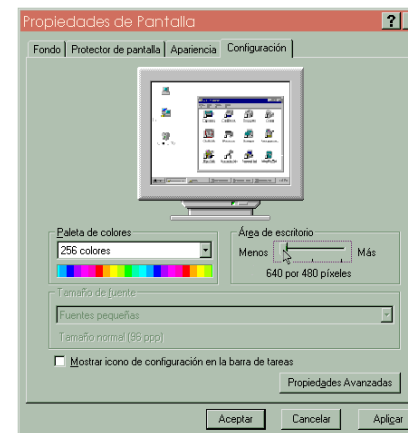 Propiedades de Pantalla
Fondo Protector de pantalla Apariencia Configuración
Paleta de colores
256 colores
Área de escritorio
Menos Más
640 por 480 píxeles
Tamaño de fuente
Fuentes pequeñas
Tamaño normal (96 ppp)
Mostrar icono de configuración en la barra de tareas
Propiedades Avanzadas
Aceptar Cancelar Aplicar